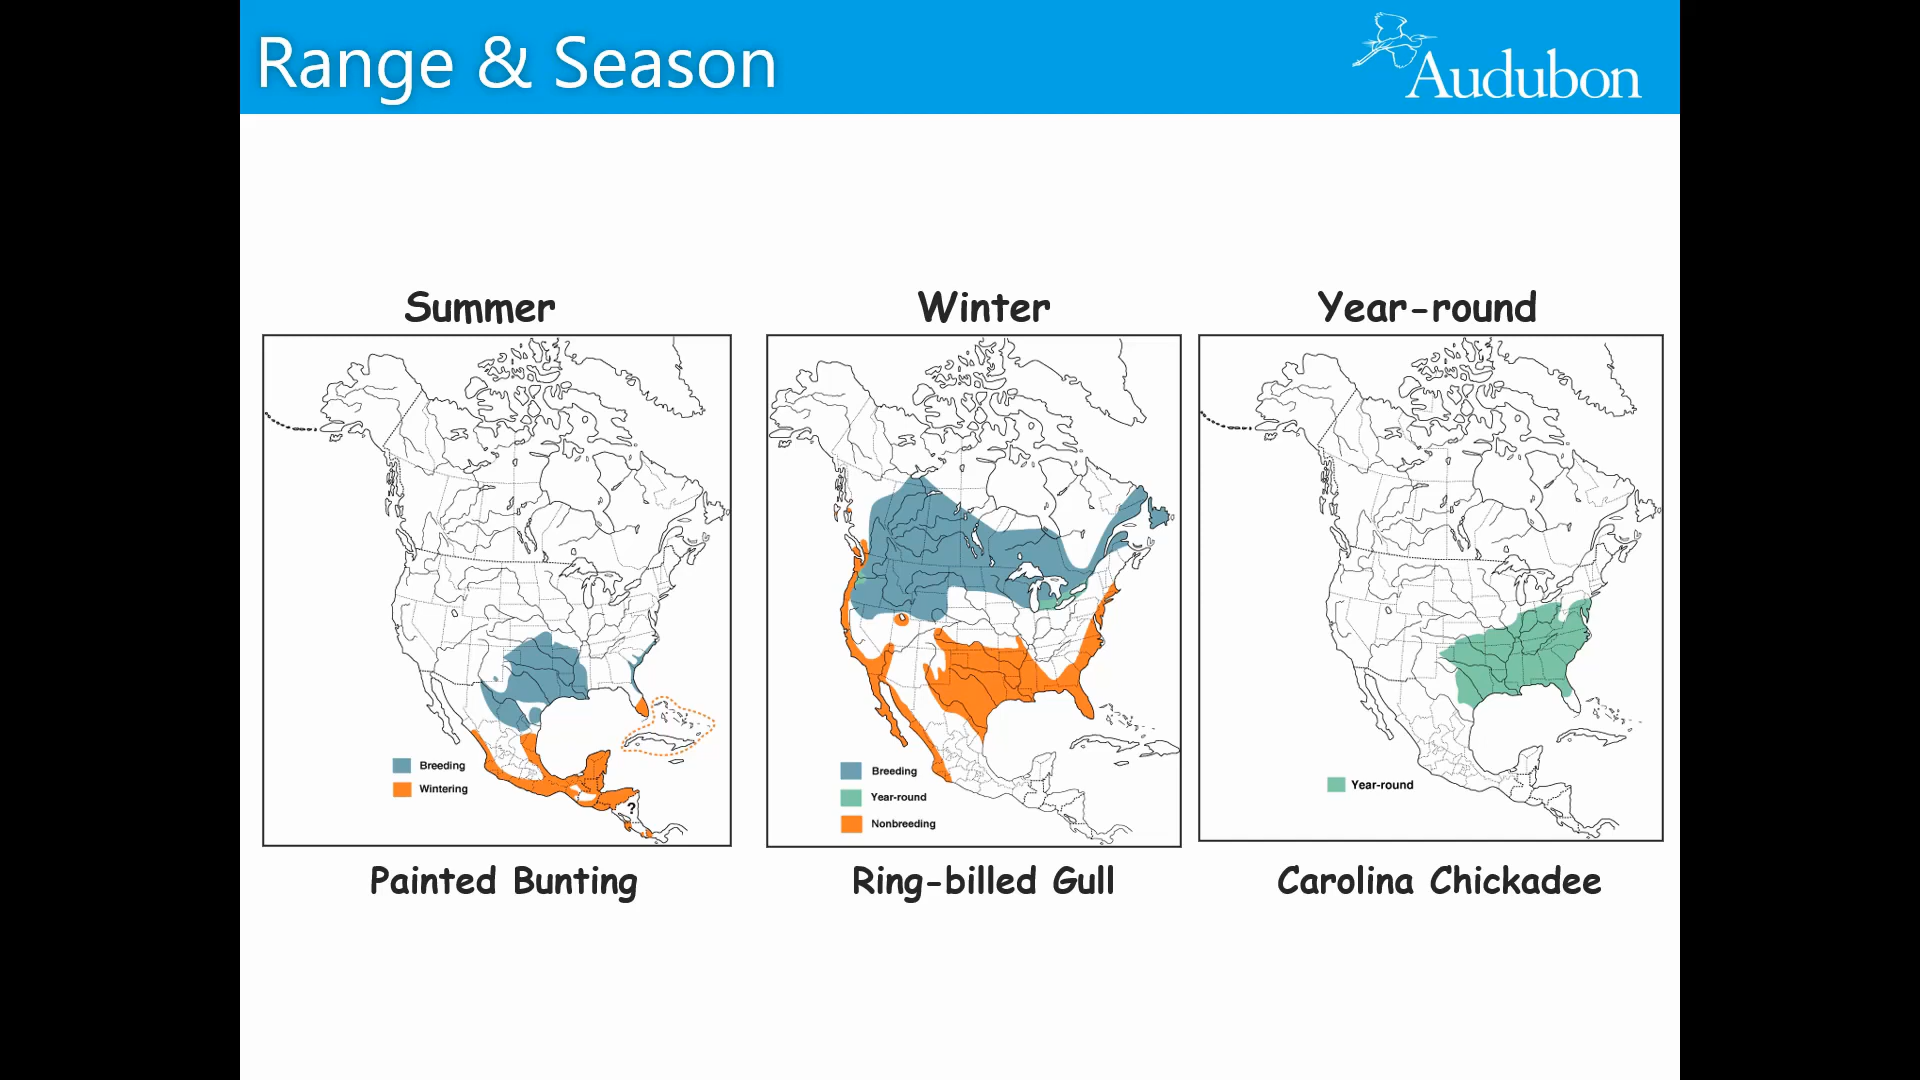 Range & Season
Audubon
Summer
Winter
Year-round
Breeding
Wintering
?
Breeding
Year-round
Nonbreeding
Year-round
Painted Bunting
Ring-billed Gull
Carolina Chickadee